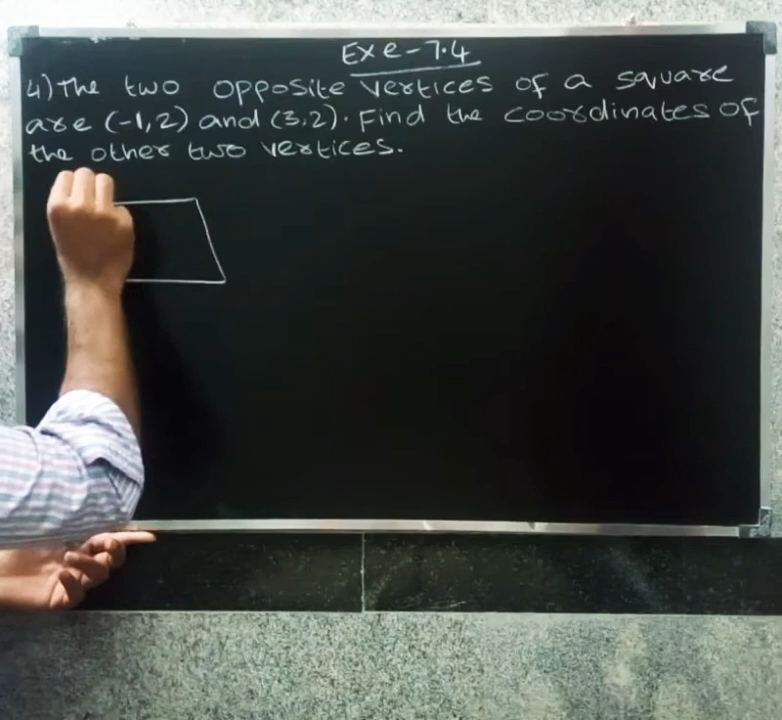 Exe-7.4
4) The two opposite vertices of a square
are (-1,2) and (3,2). Find the coordinates of
the other two vertices.